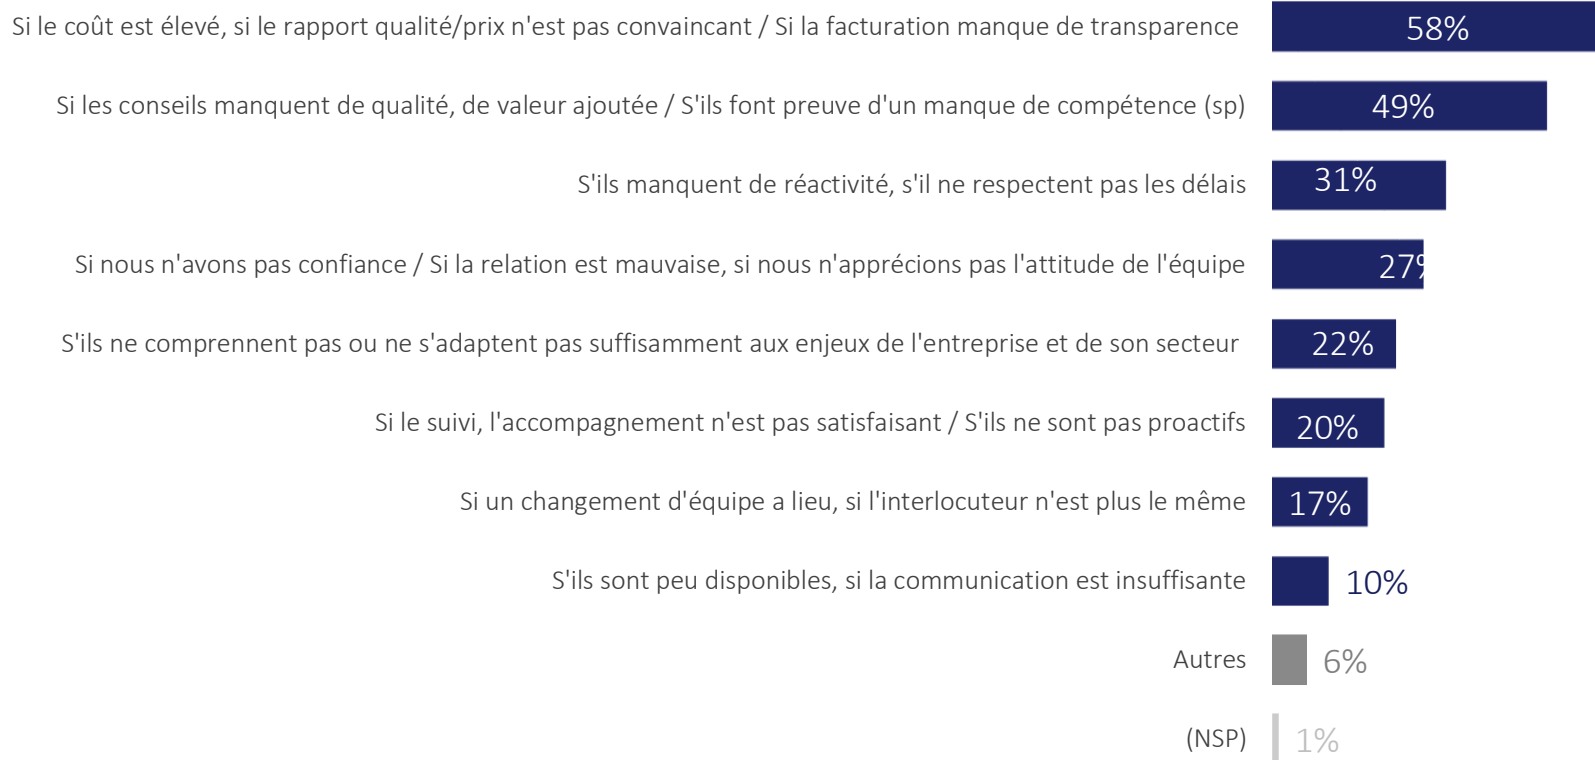 Si le coût est élevé, si le rapport qualité/prix n'est pas convaincant / Si la facturation manque de transparence 58%
Si les conseils manquent de qualité, de valeur ajoutée / S'ils font preuve d'un manque de compétence (sp) 49%
S'ils manquent de réactivité, s'il ne respectent pas les délais 31%
Si nous n'avons pas confiance / Si la relation est mauvaise, si nous n'apprécions pas l'attitude de l'équipe 27%
S'ils ne comprennent pas ou ne s'adaptent pas suffisamment aux enjeux de l'entreprise et de son secteur 22%
Si le suivi, l'accompagnement n'est pas satisfaisant / S'ils ne sont pas proactifs 20%
Si un changement d'équipe a lieu, si l'interlocuteur n'est plus le même 17%
S'ils sont peu disponibles, si la communication est insuffisante 10%
Autres 6%
(NSP) 1%